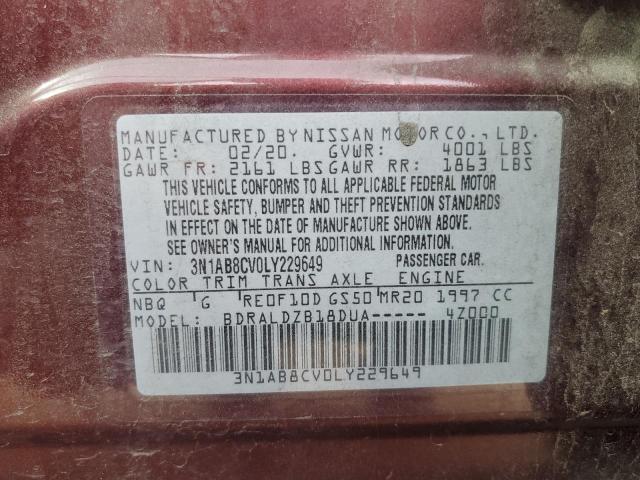 MANUFACTURED BY NISSAN MOTOR CO., LTD.
DATE: 02/20. GVWR: 4001 LBS
GAWR FR: 2161 LBS GAWR RR: 1863 LBS
THIS VEHICLE CONFORMS TO ALL APPLICABLE FEDERAL MOTOR
VEHICLE SAFETY, BUMPER AND THEFT PREVENTION STANDARDS
IN EFFECT ON THE DATE OF MANUFACTURE SHOWN ABOVE.
SEE OWNER'S MANUAL FOR ADDITIONAL INFORMATION.
VIN: 3N1AB8CV0LY229649 PASSENGER CAR.
COLOR TRIM TRANS AXLE ENGINE
NBQ G RE0F10D GS50 MR20 1997 CC
MODEL: BDRALDZB18DUA----- 4Z000
3N1AB8CV0LY229649